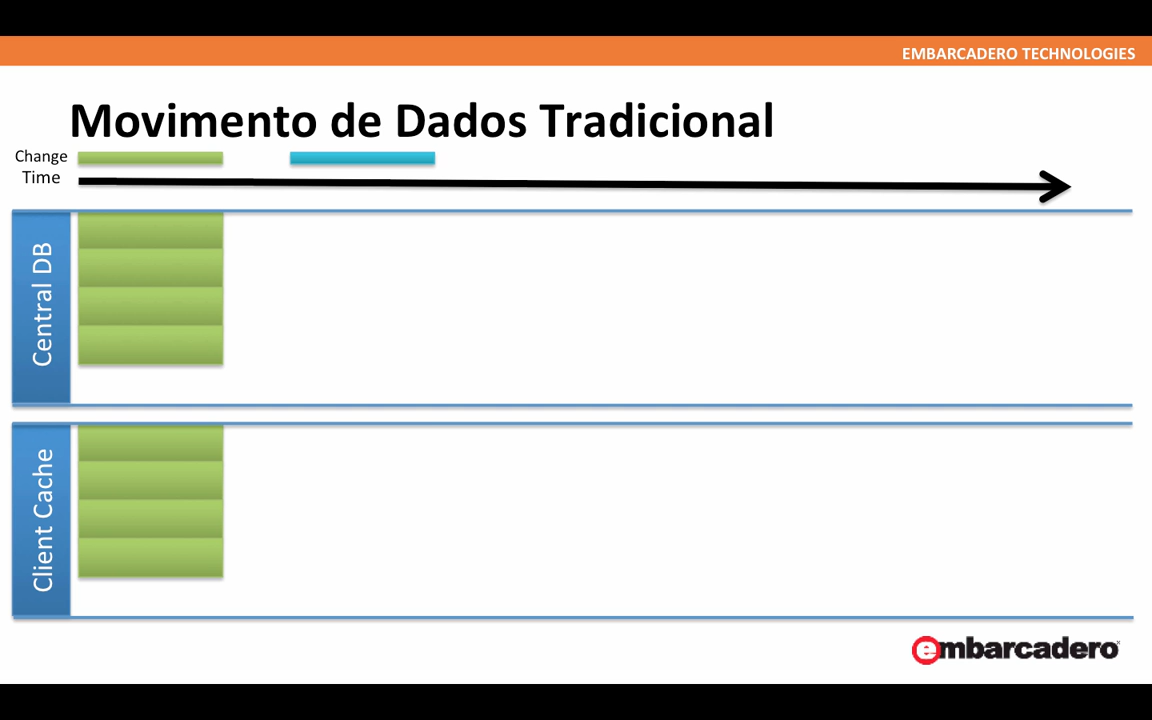 EMBARCADERO TECHNOLOGIES
Movimento de Dados Tradicional
Change
Time
Central DB
Client Cache
embarcadero